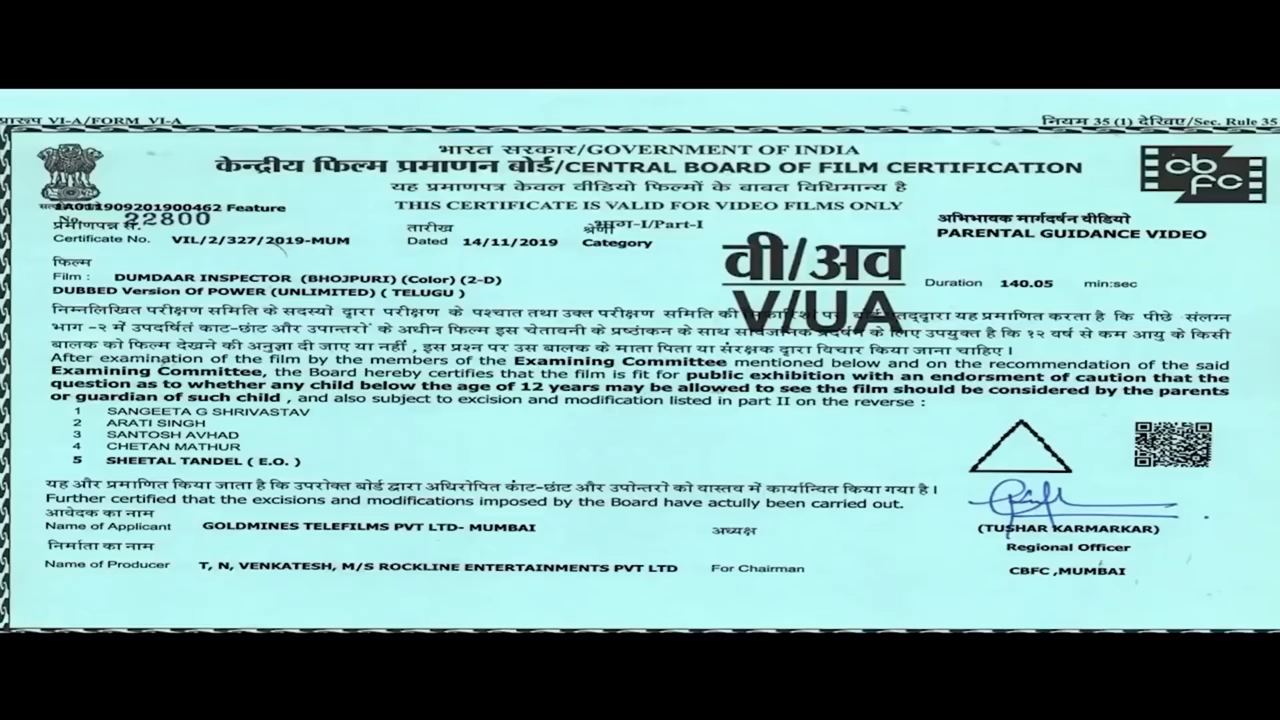 प्रारूप VI-A/FORM VI-A
नियम 35 (1) देखिए/Sec. Rule 35
भारत सरकार/GOVERNMENT OF INDIA
केन्द्रीय फिल्म प्रमाणन बोर्ड/CENTRAL BOARD OF FILM CERTIFICATION
cbfc
यह प्रमाणपत्र केवल वीडियो फिल्मों के बावत विधिमान्य है
THIS CERTIFICATE IS VALID FOR VIDEO FILMS ONLY
1A011909201900462 Feature
No. 22800
भाग-I/Part-I
अभिभावक मार्गदर्षन वीडियो
PARENTAL GUIDANCE VIDEO
प्रमाणपत्र सं.
Certificate No. VIL/2/327/2019-MUM
तारीख
Dated 14/11/2019
श्रेणी
Category
वी/अव
V/UA
फिल्म
Film : DUMDAAR INSPECTOR (BHOJPURI) (Color) (2-D)
DUBBED Version Of POWER (UNLIMITED) ( TELUGU )
Duration 140.05 min:sec
निम्नलिखित परीक्षण समिति के सदस्यों द्वारा परीक्षण के पश्चात तथा उक्त परीक्षण समिति की यह प्रमाणित करता है कि पीछे संलग्न
भाग -२ में उपदर्षित काट-छांट और उपान्तरों के अधीन फिल्म इस चेतावनी के प्रष्ठांकन के साथ के लिए उपयुक्त है कि १२ वर्ष से कम आयु के किसी
बालक को फिल्म देखने की अनुज्ञा दी जाए या नहीं , इस प्रश्न पर उस बालक के माता पिता या संरक्षक द्वारा विचार किया जाना चाहिए।
After examination of the film by the members of the Examining Committee mentioned below and on the recommendation of the said
Examining Committee, the Board hereby certifies that the film is fit for public exhibition with an endorsment of caution that the
question as to whether any child below the age of 12 years may be allowed to see the film should be considered by the parents
or guardian of such child , and also subject to excision and modification listed in part II on the reverse :
1 SANGEETA G SHRIVASTAV
2 ARATI SINGH
3 SANTOSH AVHAD
4 CHETAN MATHUR
5 SHEETAL TANDEL ( E.O. )
यह और प्रमाणित किया जाता है कि उपरोक्त बोर्ड द्वारा अधिरोपित काट-छांट और उपोन्तरों को वास्तव में कार्यान्वित किया गया है।
Further certified that the excisions and modifications imposed by the Board have actully been carried out.
आवेदक का नाम
Name of Applicant GOLDMINES TELEFILMS PVT LTD- MUMBAI
अध्यक्ष
(TUSHAR KARMARKAR)
Regional Officer
निर्माता का नाम
Name of Producer T, N, VENKATESH, M/S ROCKLINE ENTERTAINMENTS PVT LTD
For Chairman
CBFC ,MUMBAI